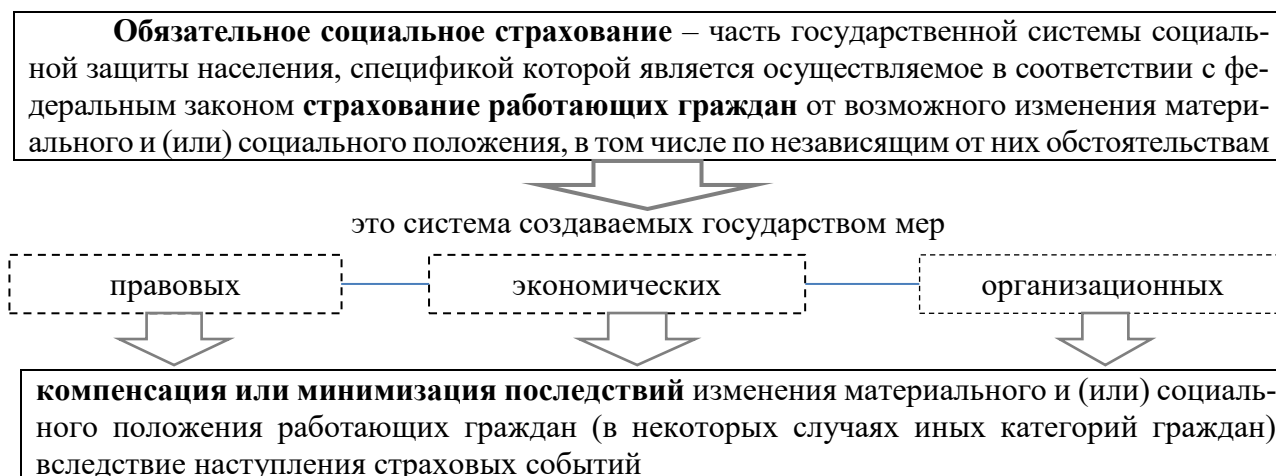 Обязательное социальное страхование – часть государственной системы социаль-
ной защиты населения, спецификой которой является осуществляемое в соответствии с фе-
деральным законом страхование работающих граждан от возможного изменения матери-
ального и (или) социального положения, в том числе по независящим от них обстоятельствам
это система создаваемых государством мер
правовых
экономических
организационных
компенсация или минимизация последствий изменения материального и (или) социаль-
ного положения работающих граждан (в некоторых случаях иных категорий граждан)
вследствие наступления страховых событий